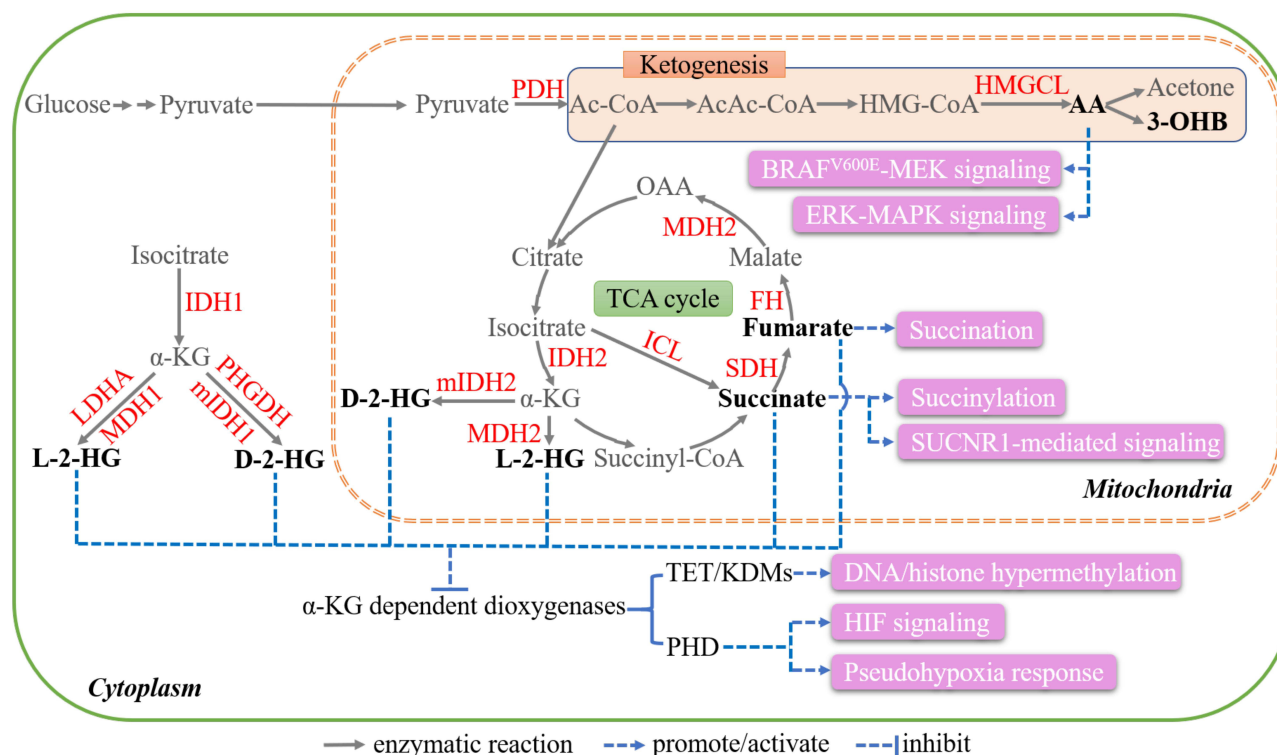 Ketogenesis
Glucose Pyruvate Pyruvate PDH Ac-CoA AcAc-CoA HMG-CoA HMGCL AA Acetone
3-OHB
BRAFV600E-MEK signaling
ERK-MAPK signaling
OAA
MDH2
Isocitrate Citrate Malate
IDH1 TCA cycle FH
Isocitrate Fumarate Succination
α-KG IDH2 ICL SDH
LDHA MDH1 PHGDH mIDH1 D-2-HG mIDH2 α-KG Succinate Succinylation
MDH2
L-2-HG D-2-HG L-2-HG Succinyl-CoA SUCNR1-mediated signaling
Mitochondria
TET/KDMs DNA/histone hypermethylation
α-KG dependent dioxygenases
HIF signaling
PHD
Pseudohypoxia response
Cytoplasm
enzymatic reaction promote/activate inhibit